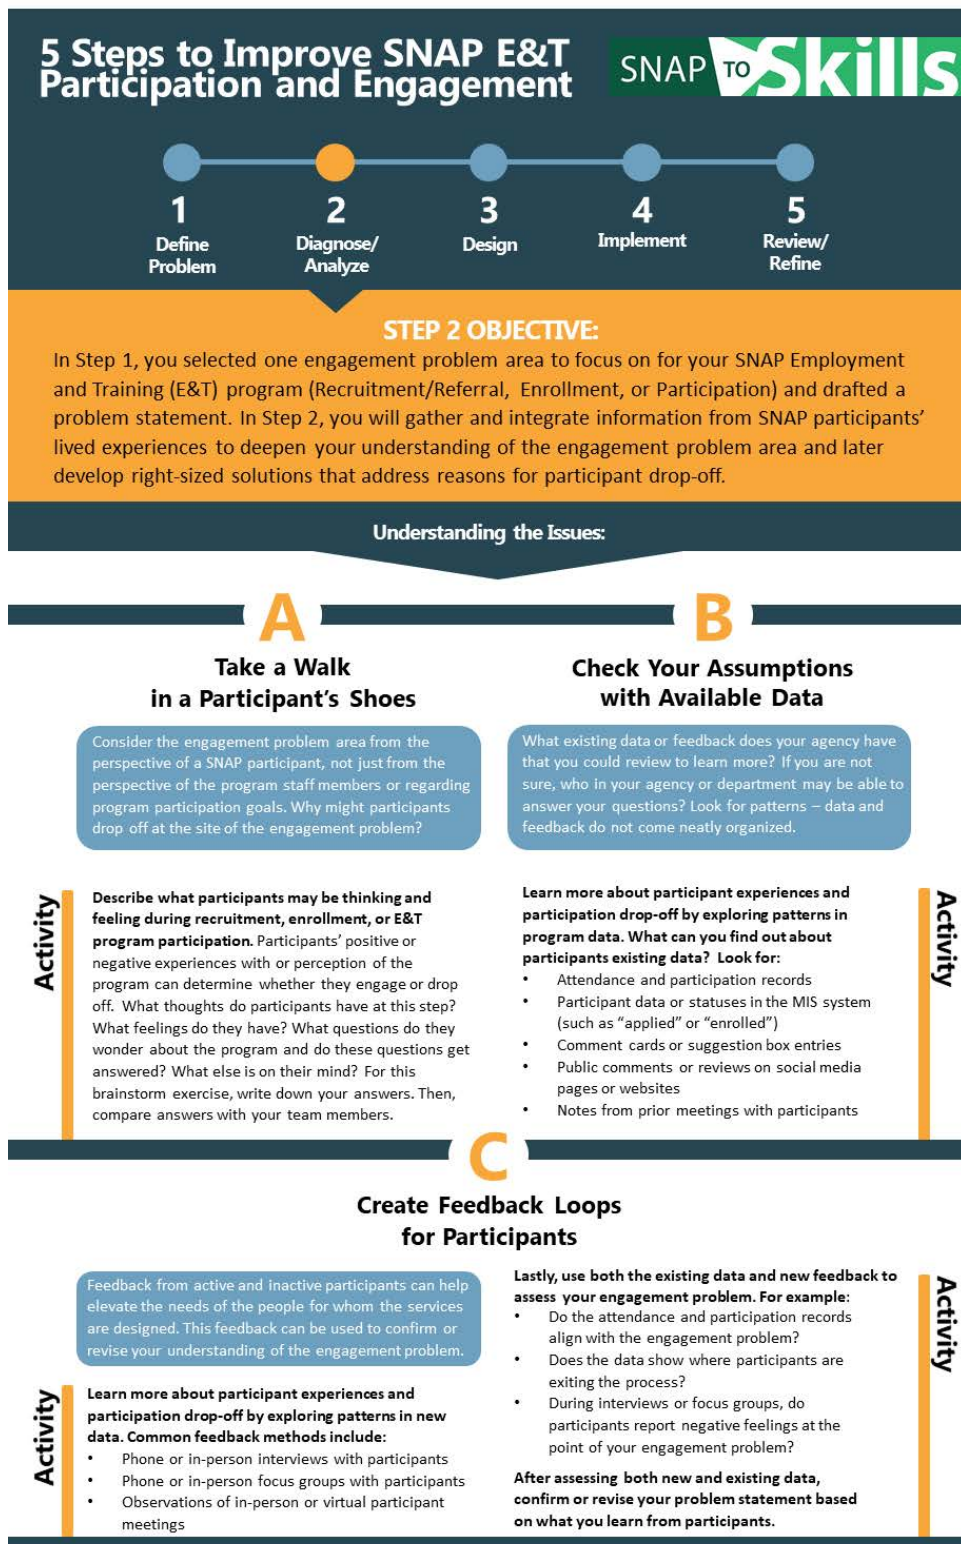 5 Steps to Improve SNAP E&T
Participation and Engagement
SNAP TO Skills
1
Define
Problem
2
Diagnose/
Analyze
3
Design
4
Implement
5
Review/
Refine
STEP 2 OBJECTIVE:
In Step 1, you selected one engagement problem area to focus on for your SNAP Employment
and Training (E&T) program (Recruitment/Referral, Enrollment, or Participation) and drafted a
problem statement. In Step 2, you will gather and integrate information from SNAP participants’
lived experiences to deepen your understanding of the engagement problem area and later
develop right-sized solutions that address reasons for participant drop-off.
Understanding the Issues:
A
Take a Walk
in a Participant’s Shoes
Consider the engagement problem area from the
perspective of a SNAP participant, not just from the
perspective of the program staff members or regarding
program participation goals. Why might participants
drop off at the site of the engagement problem?
Activity
Describe what participants may be thinking and
feeling during recruitment, enrollment, or E&T
program participation. Participants’ positive or
negative experiences with or perception of the
program can determine whether they engage or drop
off. What thoughts do participants have at this step?
What feelings do they have? What questions do they
wonder about the program and do these questions get
answered? What else is on their mind? For this
brainstorm exercise, write down your answers. Then,
compare answers with your team members.
B
Check Your Assumptions
with Available Data
What existing data or feedback does your agency have
that you could review to learn more? If you are not
sure, who in your agency or department may be able to
answer your questions? Look for patterns – data and
feedback do not come neatly organized.
Activity
Learn more about participant experiences and
participation drop-off by exploring patterns in
program data. What can you find out about
participants existing data? Look for:
• Attendance and participation records
• Participant data or statuses in the MIS system
(such as “applied” or “enrolled”)
• Comment cards or suggestion box entries
• Public comments or reviews on social media
pages or websites
• Notes from prior meetings with participants
C
Create Feedback Loops
for Participants
Feedback from active and inactive participants can help
elevate the needs of the people for whom the services
are designed. This feedback can be used to confirm or
revise your understanding of the engagement problem.
Activity
Learn more about participant experiences and
participation drop-off by exploring patterns in new
data. Common feedback methods include:
• Phone or in-person interviews with participants
• Phone or in-person focus groups with participants
• Observations of in-person or virtual participant
meetings
Activity
Lastly, use both the existing data and new feedback to
assess your engagement problem. For example:
• Do the attendance and participation records
align with the engagement problem?
• Does the data show where participants are
exiting the process?
• During interviews or focus groups, do
participants report negative feelings at the
point of your engagement problem?
After assessing both new and existing data,
confirm or revise your problem statement based
on what you learn from participants.